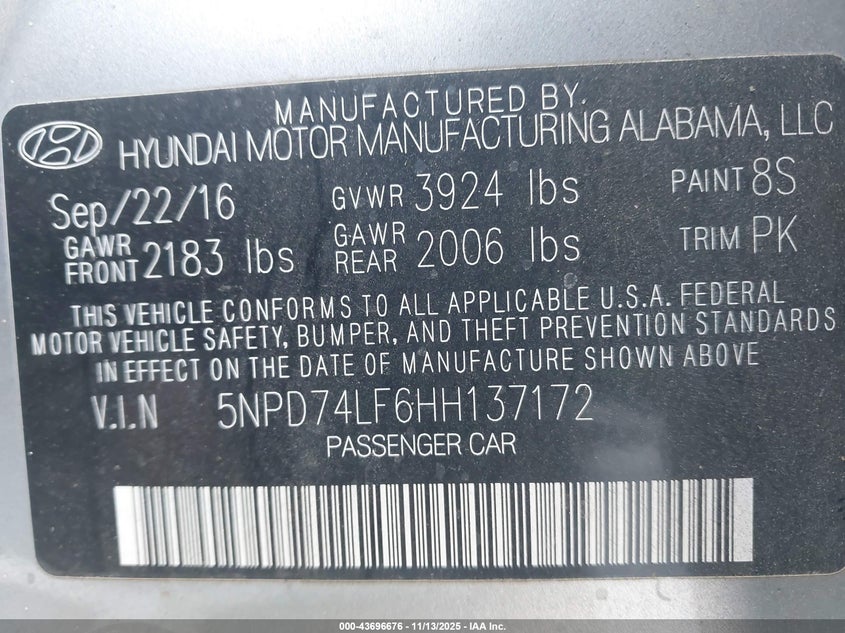 MANUFACTURED BY
HYUNDAI MOTOR MANUFACTURING ALABAMA, LLC
Sep/22/16 GVWR 3924 lbs PAINT 8S
GAWR FRONT 2183 lbs GAWR REAR 2006 lbs TRIM PK
THIS VEHICLE CONFORMS TO ALL APPLICABLE U.S.A. FEDERAL
MOTOR VEHICLE SAFETY, BUMPER, AND THEFT PREVENTION STANDARDS
IN EFFECT ON THE DATE OF MANUFACTURE SHOWN ABOVE
V.I.N 5NPD74LF6HH137172
PASSENGER CAR
000-43696676 - 11/13/2025 - IAA Inc.